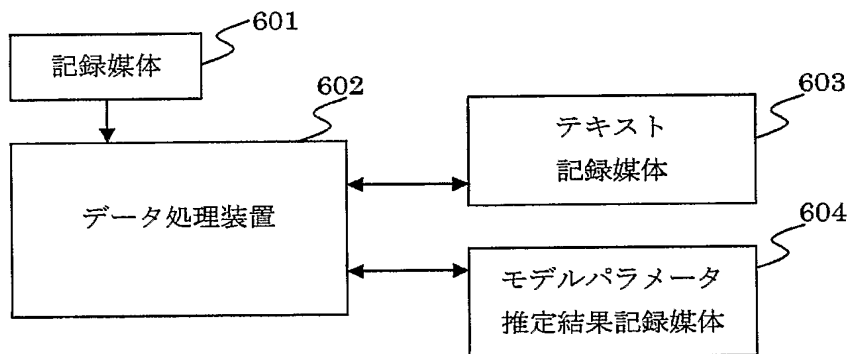 601
記録媒体
602
データ処理装置
603
テキスト
記録媒体
604
モデルパラメータ
推定結果記録媒体